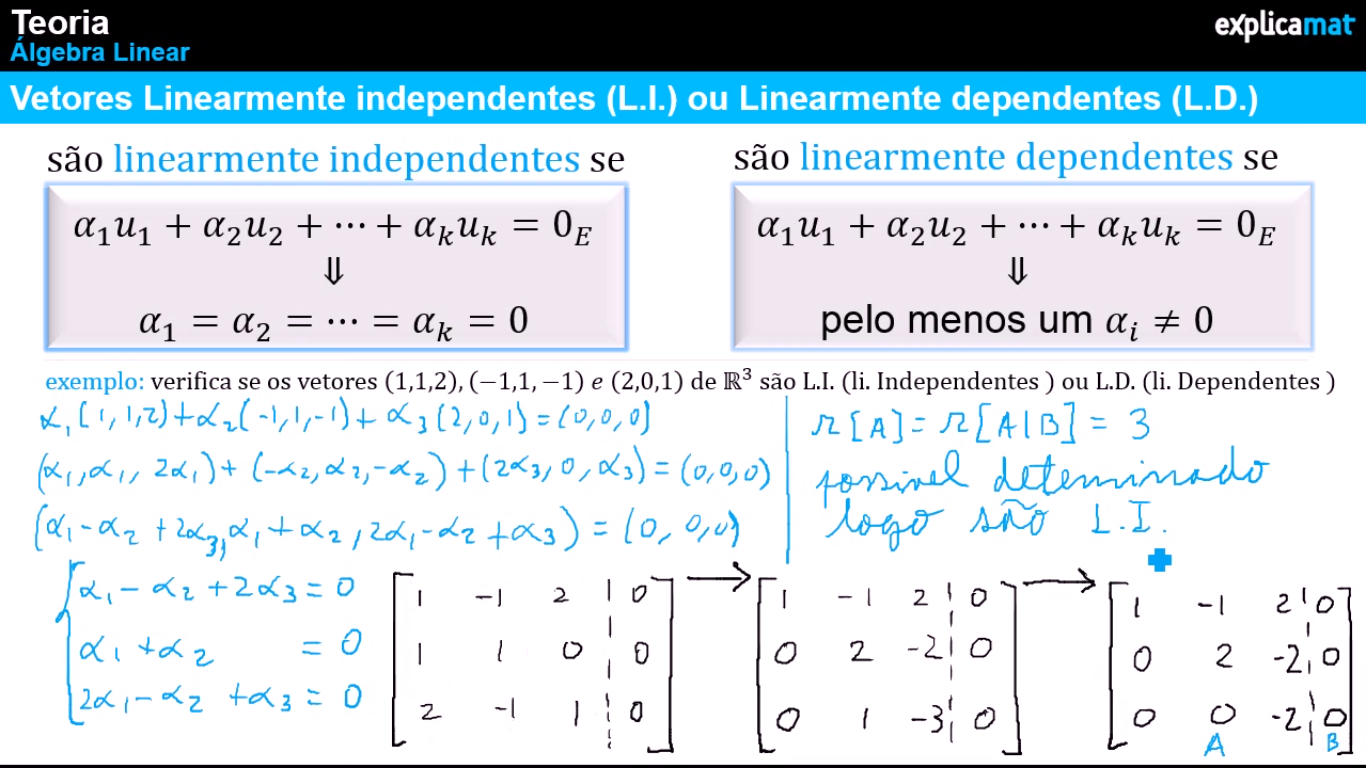 Teoria
explicamat
Álgebra Linear
Vetores Linearmente independentes (L.I.) ou Linearmente dependentes (L.D.)
são linearmente independentes se
α₁u₁ + α₂u₂ + ⋯ + αₖuₖ = 0_E
⇓
α₁ = α₂ = ⋯ = αₖ = 0
são linearmente dependentes se
α₁u₁ + α₂u₂ + ⋯ + αₖuₖ = 0_E
⇓
pelo menos um αᵢ ≠ 0
exemplo: verifica se os vetores (1,1,2), (−1,1,−1) e (2,0,1) de ℝ³ são L.I. (li. Independentes ) ou L.D. (li. Dependentes )
α₁(1,1,2)+α₂(-1,1,-1)+α₃(2,0,1)=(0,0,0)
(α₁,α₁,2α₁)+(-α₂,α₂,-α₂)+(2α₃,0,α₃)=(0,0,0)
(α₁-α₂+2α₃,α₁+α₂,2α₁-α₂+α₃)=(0,0,0)
r[A]=r[A|B]=3
possivel deteminado
logo são L.I.
α₁-α₂+2α₃=0
α₁+α₂=0
2α₁-α₂+α₃=0
1 -1 2 | 0
1 1 0 | 0
2 -1 1 | 0
→
1 -1 2 | 0
0 2 -2 | 0
0 1 -3 | 0
→
1 -1 2 | 0
0 2 -2 | 0
0 0 -2 | 0
A B